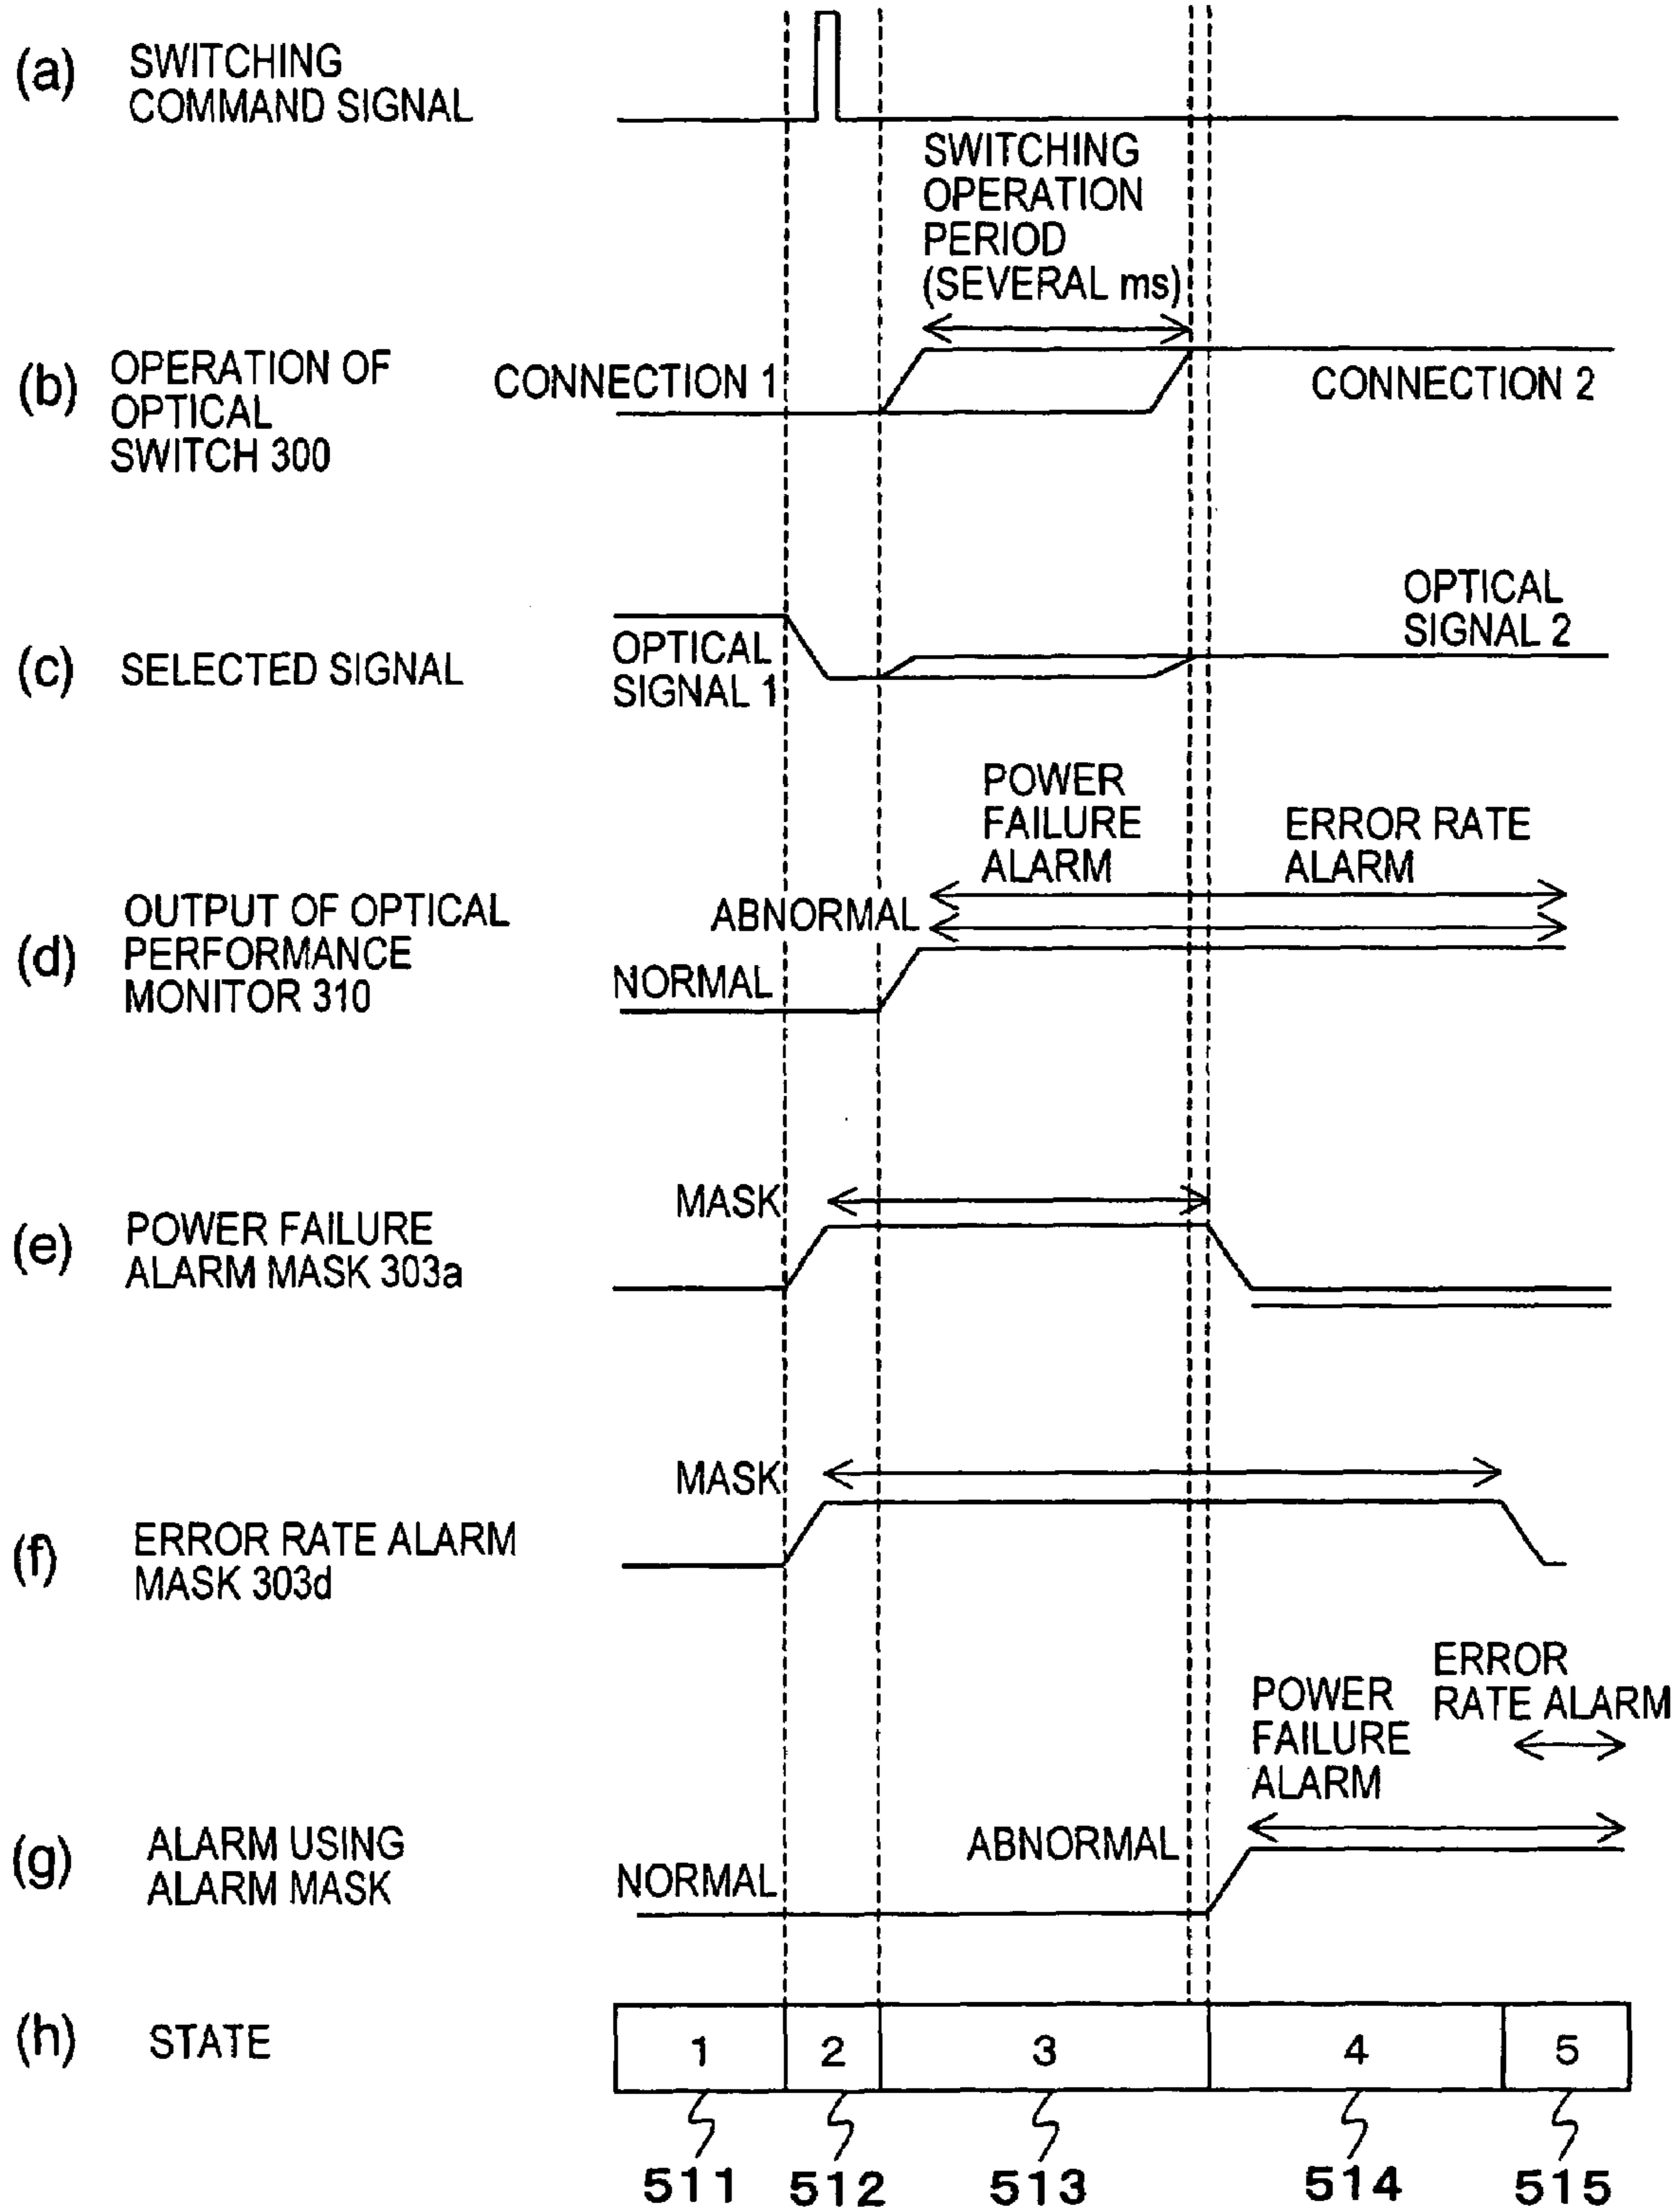 (a)
SWITCHING
COMMAND SIGNAL
SWITCHING
OPERATION
PERIOD
(SEVERAL ms)
(b)
OPERATION OF
OPTICAL
SWITCH 300
CONNECTION 1
CONNECTION 2
(c)
SELECTED SIGNAL
OPTICAL
SIGNAL 1
OPTICAL
SIGNAL 2
(d)
OUTPUT OF OPTICAL
PERFORMANCE
MONITOR 310
NORMAL
ABNORMAL
POWER
FAILURE
ALARM
ERROR RATE
ALARM
(e)
POWER FAILURE
ALARM MASK 303a
MASK
(f)
ERROR RATE ALARM
MASK 303d
MASK
(g)
ALARM USING
ALARM MASK
NORMAL
ABNORMAL
POWER
FAILURE
ALARM
ERROR
RATE ALARM
(h)
STATE
1
2
3
4
5
511
512
513
514
515